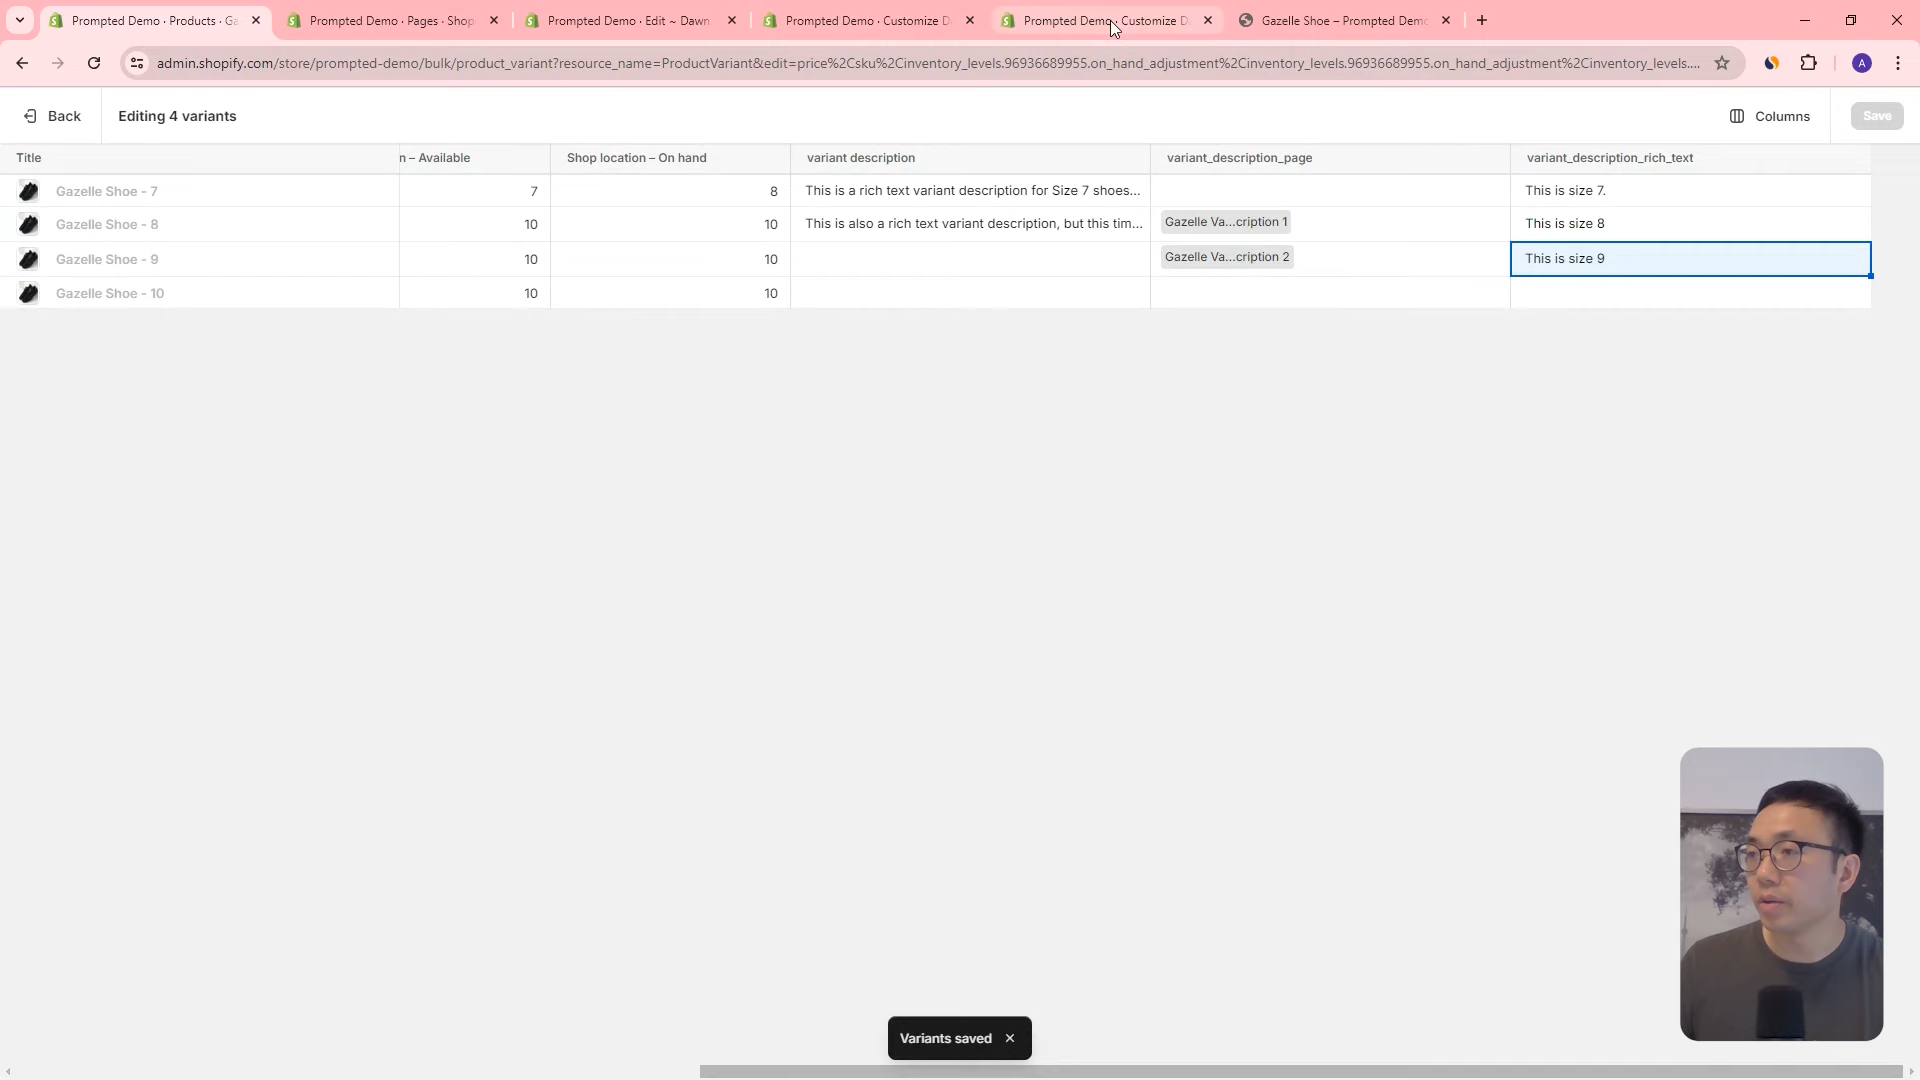 Prompted Demo · Products · Ga
Prompted Demo · Pages · Shop
Prompted Demo · Edit ~ Dawn
Prompted Demo · Customize D
Prompted Demo · Customize D
Gazelle Shoe – Prompted Demo
admin.shopify.com/store/prompted-demo/bulk/product_variant?resource_name=ProductVariant&edit=price%2Csku%2Cinventory_levels.96936689955.on_hand_adjustment%2Cinventory_levels.96936689955.on_hand_adjustment%2Cinventory_levels....
A
Back
Editing 4 variants
Columns
Save
Title
n – Available
Shop location – On hand
variant description
variant_description_page
variant_description_rich_text
Gazelle Shoe - 7
7
8
This is a rich text variant description for Size 7 shoes...
This is size 7.
Gazelle Shoe - 8
10
10
This is also a rich text variant description, but this tim...
Gazelle Va...cription 1
This is size 8
Gazelle Shoe - 9
10
10
Gazelle Va...cription 2
This is size 9
Gazelle Shoe - 10
10
10
Variants saved